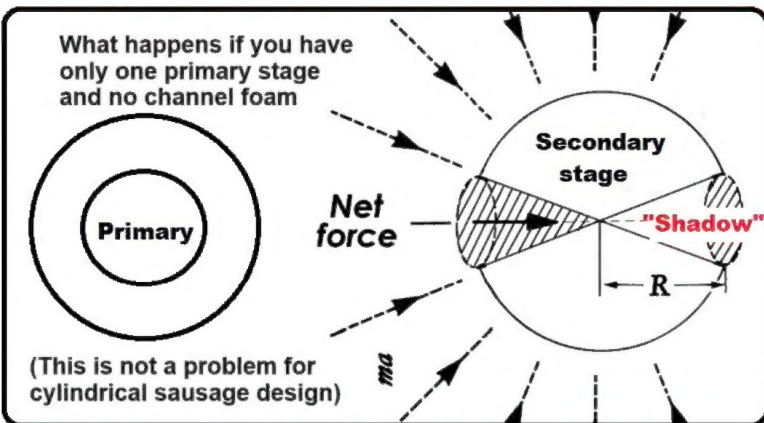 What happens if you have
only one primary stage
and no channel foam
Primary
Net
force
Secondary
stage
"Shadow"
R
(This is not a problem for
cylindrical sausage design)
ma